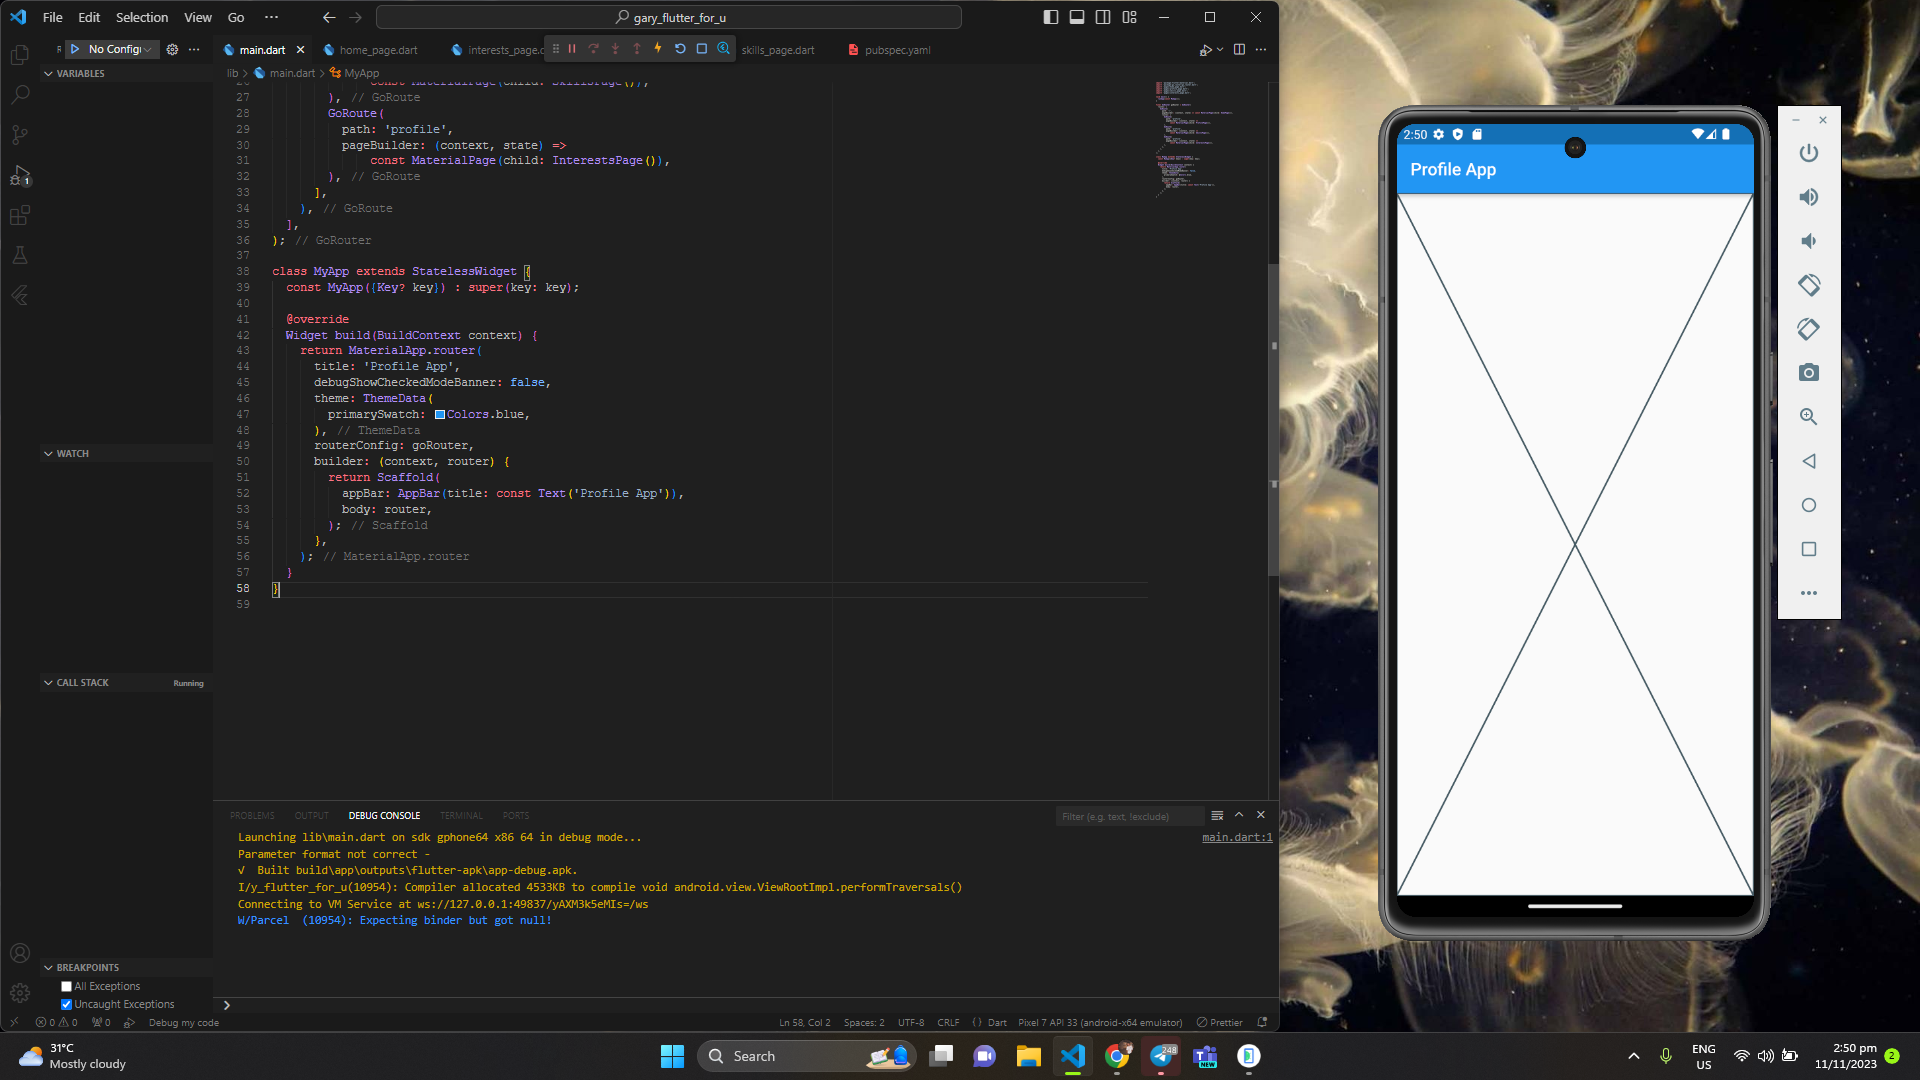 File Edit Selection View Go ···
gary_flutter_for_u
No Config
main.dart
home_page.dart
interests_page.d
skills_page.dart
pubspec.yaml
VARIABLES
lib > main.dart > MyApp
const MaterialPage(child: SkillsPage()),
27 ), // GoRoute
28 GoRoute(
29 path: 'profile',
30 pageBuilder: (context, state) =>
31 const MaterialPage(child: InterestsPage()),
32 ), // GoRoute
33 ],
34 ), // GoRoute
35 ],
36 ); // GoRouter
37
38 class MyApp extends StatelessWidget {
39 const MyApp({Key? key}) : super(key: key);
40
41 @override
42 Widget build(BuildContext context) {
43 return MaterialApp.router(
44 title: 'Profile App',
45 debugShowCheckedModeBanner: false,
46 theme: ThemeData(
47 primarySwatch: Colors.blue,
48 ), // ThemeData
49 routerConfig: goRouter,
50 builder: (context, router) {
51 return Scaffold(
52 appBar: AppBar(title: const Text('Profile App')),
53 body: router,
54 ); // Scaffold
55 },
56 ); // MaterialApp.router
57 }
58 }
59
WATCH
CALL STACK
Running
PROBLEMS OUTPUT DEBUG CONSOLE TERMINAL PORTS
Filter (e.g. text, !exclude)
Launching lib\main.dart on sdk gphone64 x86 64 in debug mode...
main.dart:1
Parameter format not correct -
√ Built build\app\outputs\flutter-apk\app-debug.apk.
I/y_flutter_for_u(10954): Compiler allocated 4533KB to compile void android.view.ViewRootImpl.performTraversals()
Connecting to VM Service at ws://127.0.0.1:49837/yAXM3k5eMIs=/ws
W/Parcel (10954): Expecting binder but got null!
BREAKPOINTS
All Exceptions
Uncaught Exceptions
0 0 0 Debug my code
Ln 58, Col 2 Spaces: 2 UTF-8 CRLF {} Dart Pixel 7 API 33 (android-x64 emulator) Prettier
2:50
Profile App
31°C
Mostly cloudy
Search
248
NEW
ENG
US
2:50 pm
11/11/2023
2